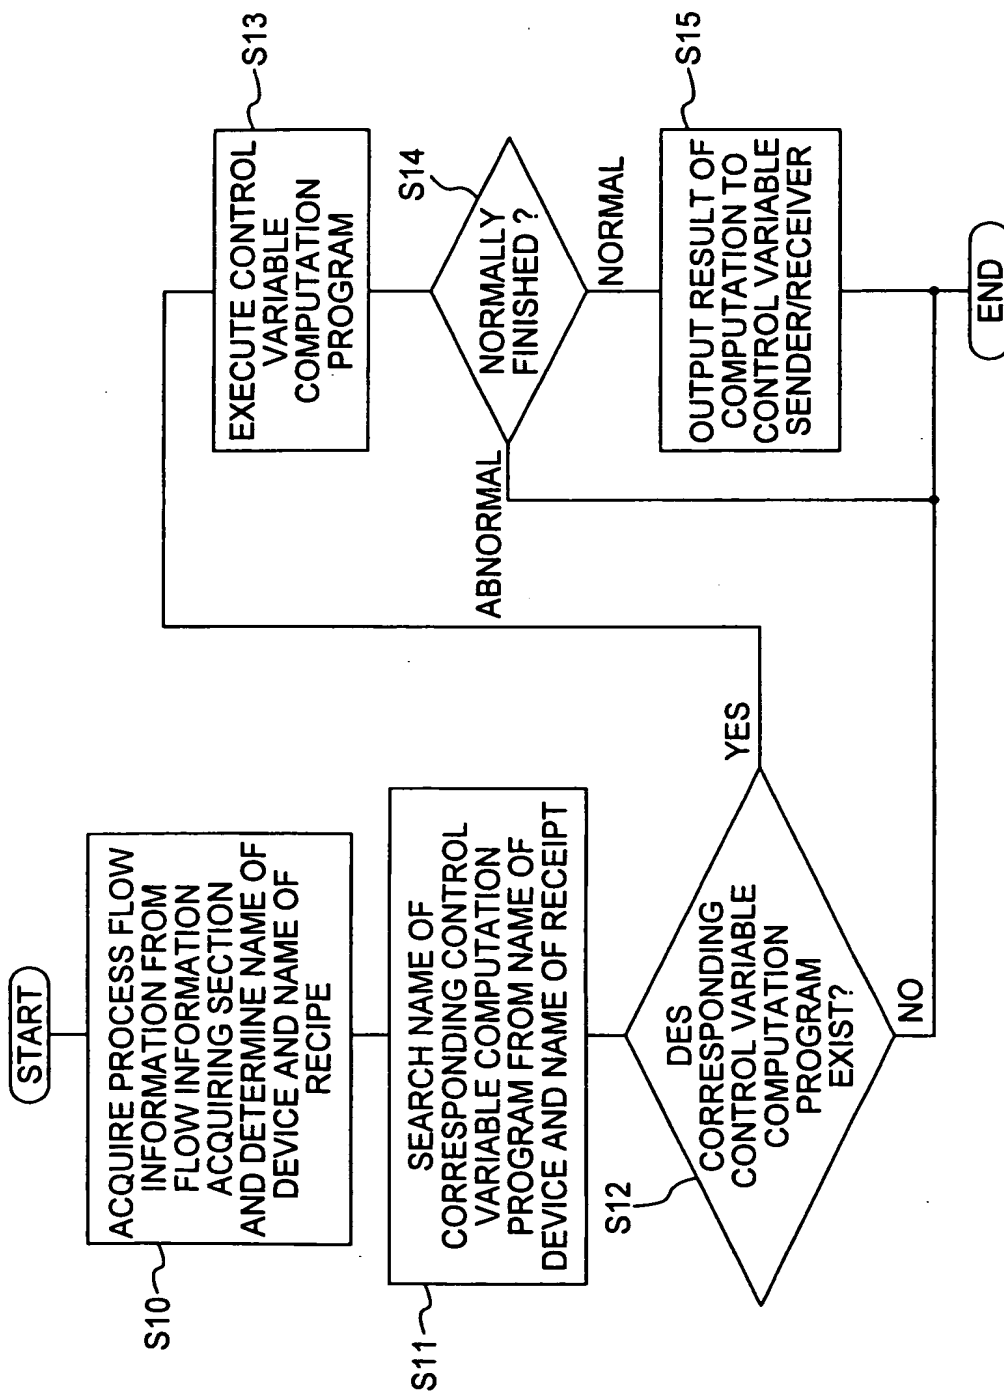 START
ACQUIRE PROCESS FLOW
INFORMATION FROM
FLOW INFORMATION
ACQUIRING SECTION
AND DETERMINE NAME OF
DEVICE AND NAME OF
RECIPE
S10
SEARCH NAME OF
CORRESPONDING CONTROL
VARIABLE COMPUTATION
PROGRAM FROM NAME OF
DEVICE AND NAME OF RECEIPT
S11
DES
CORRESPONDING
CONTROL VARIABLE
COMPUTATION
PROGRAM
EXIST?
S12
YES
NO
EXECUTE CONTROL
VARIABLE
COMPUTATION
PROGRAM
S13
NORMALLY
FINISHED ?
S14
ABNORMAL
NORMAL
OUTPUT RESULT OF
COMPUTATION TO
CONTROL VARIABLE
SENDER/RECEIVER
S15
END